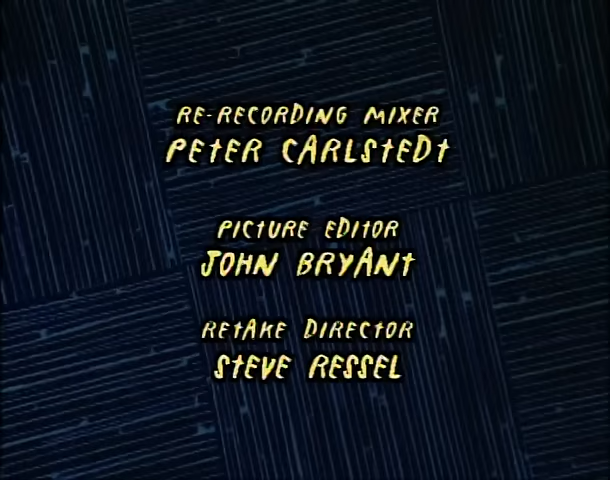 RE-RECORDING MIXER
PETER CARLSTEDT
PICTURE EDITOR
JOHN BRYANT
RETAKE DIRECTOR
STEVE RESSEL